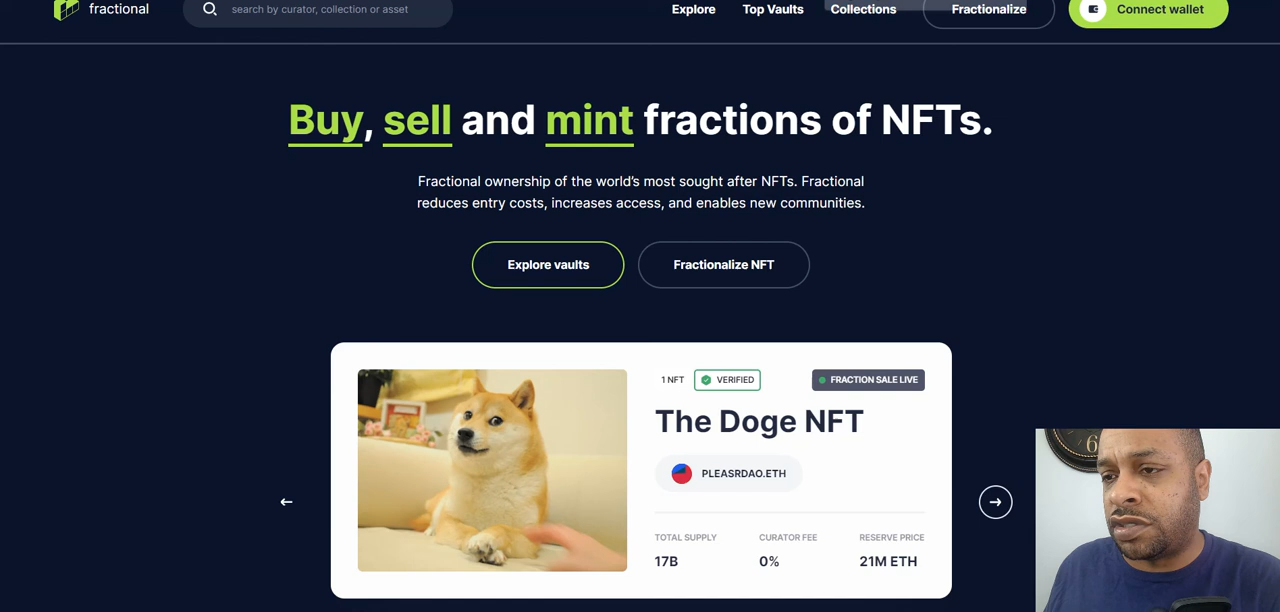 fractional
search by curator, collection or asset
Explore
Top Vaults
Collections
Fractionalize
Connect wallet
Buy, sell and mint fractions of NFTs.
Fractional ownership of the world's most sought after NFTs. Fractional
reduces entry costs, increases access, and enables new communities.
Explore vaults
Fractionalize NFT
1 NFT
VERIFIED
FRACTION SALE LIVE
The Doge NFT
PLEASRDAO.ETH
TOTAL SUPPLY
CURATOR FEE
RESERVE PRICE
17B
0%
21M ETH
6